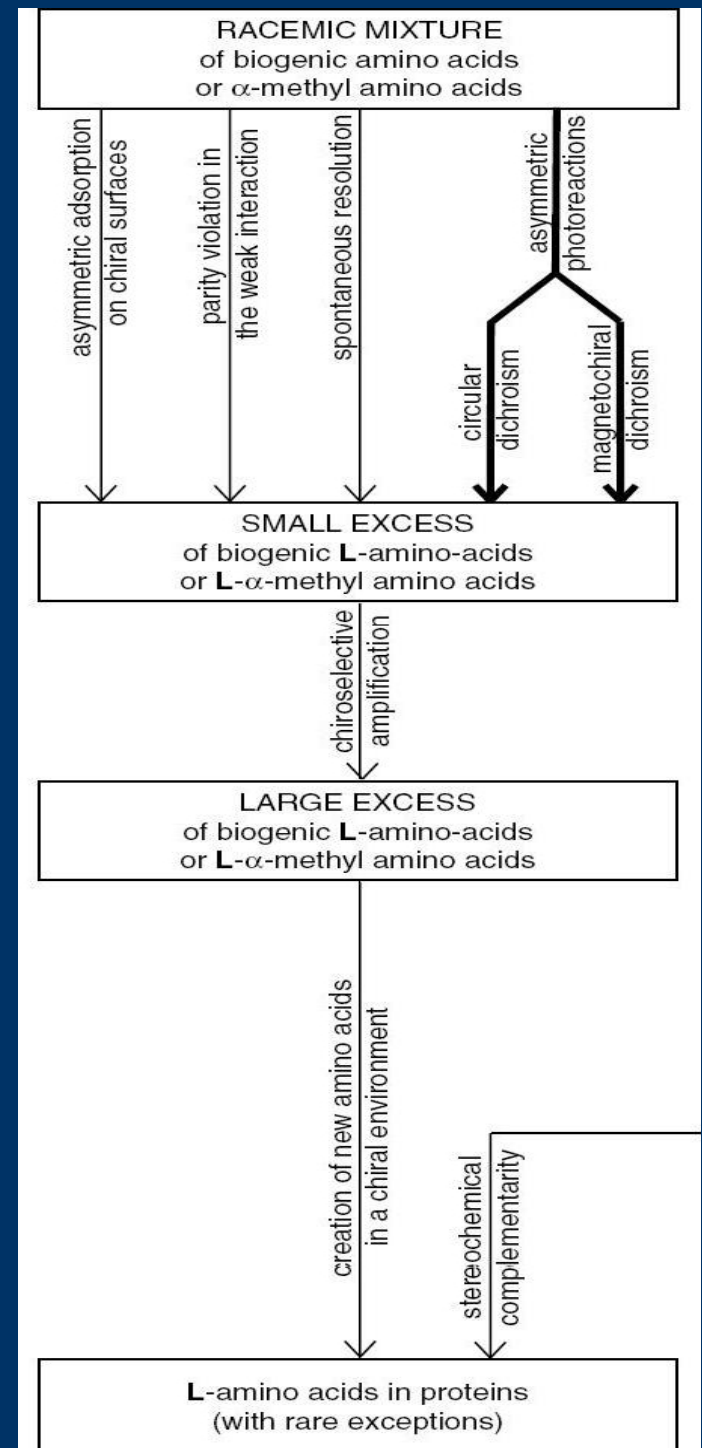 RACEMIC MIXTURE
of biogenic amino acids
or α-methyl amino acids
asymmetric adsorption
on chiral surfaces
parity violation in
the weak interaction
spontaneous resolution
asymmetric
photoreactions
circular
dichroism
magnetochiral
dichroism
SMALL EXCESS
of biogenic L-amino-acids
or L-α-methyl amino acids
chiroselective
amplification
LARGE EXCESS
of biogenic L-amino-acids
or L-α-methyl amino acids
creation of new amino acids
in a chiral environment
stereochemical
complementarity
L-amino acids in proteins
(with rare exceptions)